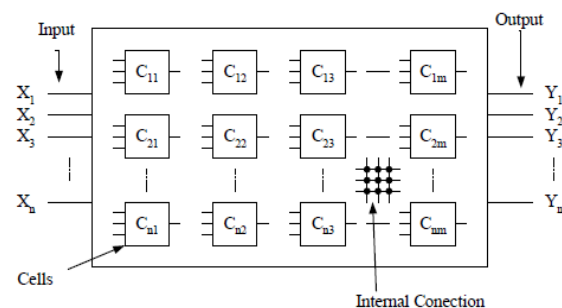 Input
Output
C11 C12 C13 C1m
X1 Y1
X2 Y2
X3 C21 C22 C23 C2m Y3
Xn Yn
Cn1 Cn2 Cn3 Cnm
Cells
Internal Conection